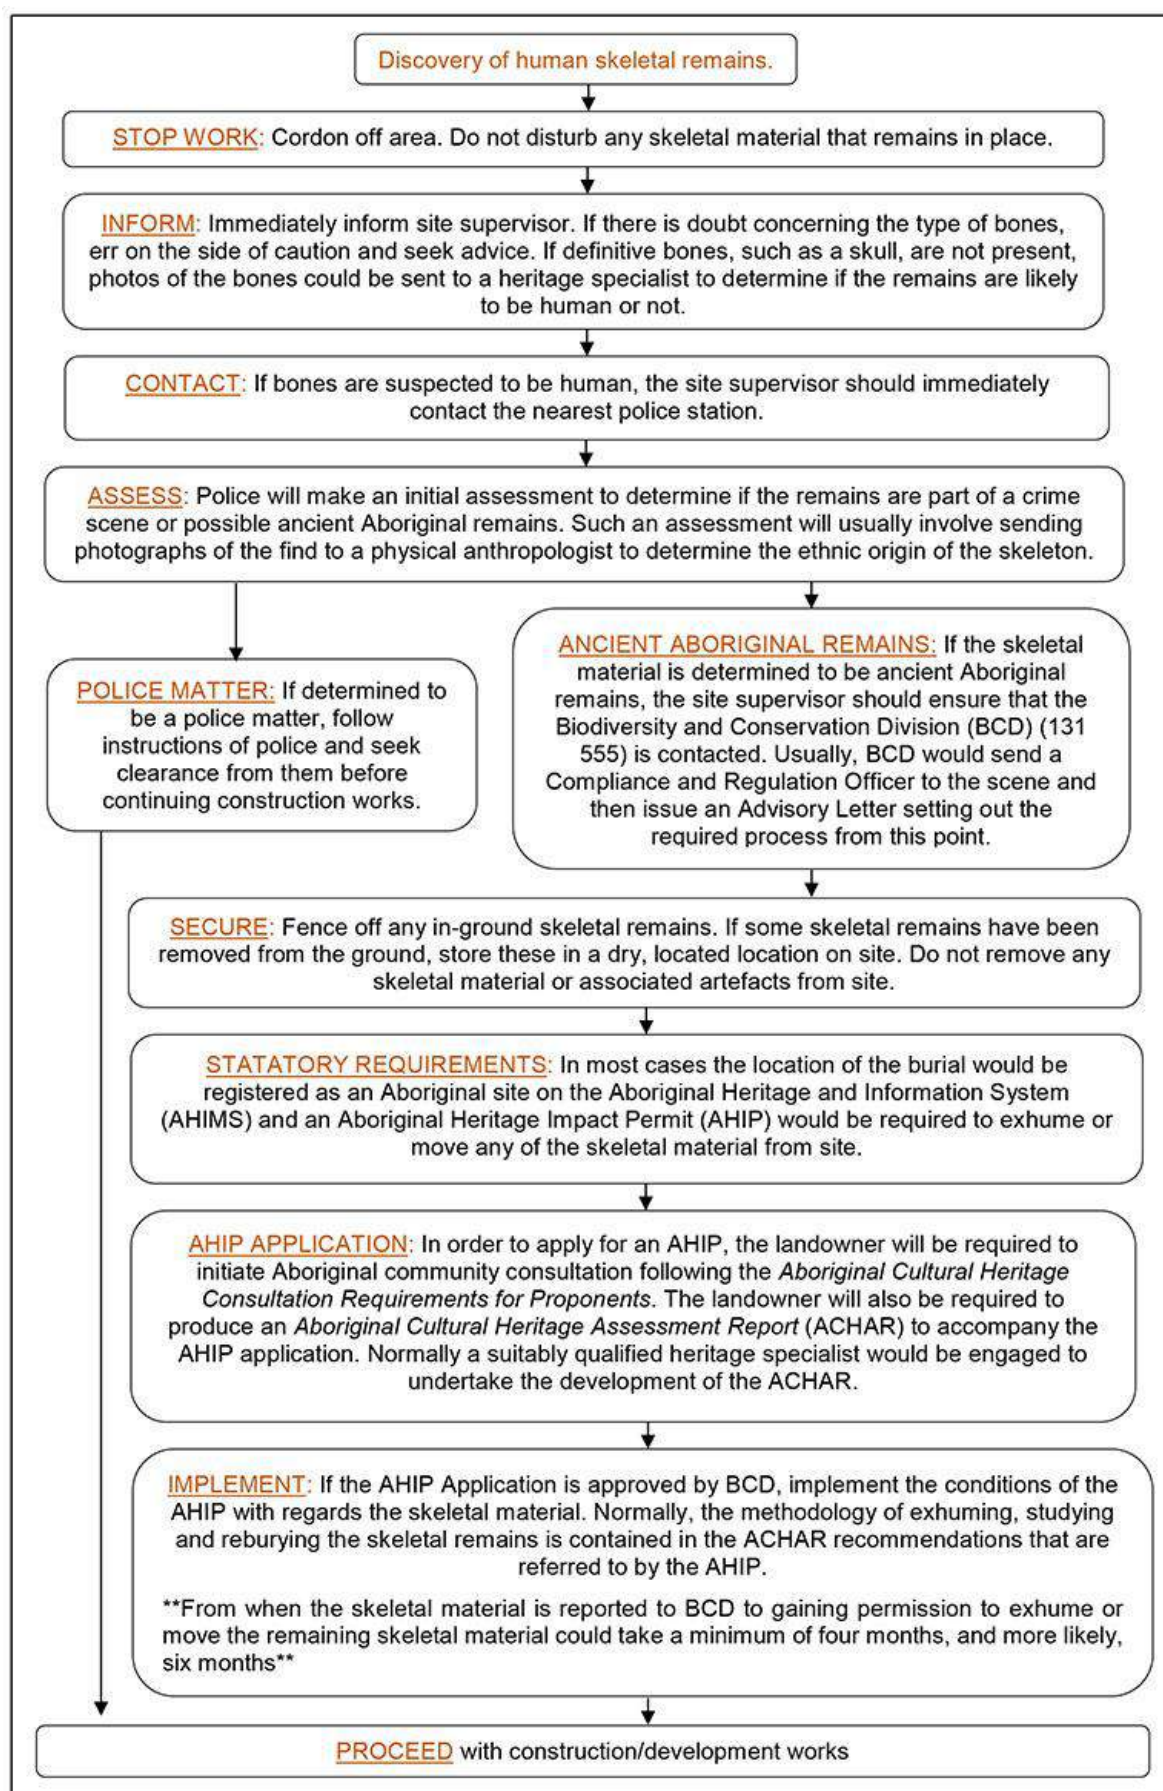 Discovery of human skeletal remains.
STOP WORK: Cordon off area. Do not disturb any skeletal material that remains in place.
INFORM: Immediately inform site supervisor. If there is doubt concerning the type of bones,
err on the side of caution and seek advice. If definitive bones, such as a skull, are not present,
photos of the bones could be sent to a heritage specialist to determine if the remains are likely
to be human or not.
CONTACT: If bones are suspected to be human, the site supervisor should immediately
contact the nearest police station.
ASSESS: Police will make an initial assessment to determine if the remains are part of a crime
scene or possible ancient Aboriginal remains. Such an assessment will usually involve sending
photographs of the find to a physical anthropologist to determine the ethnic origin of the skeleton.
POLICE MATTER: If determined to
be a police matter, follow
instructions of police and seek
clearance from them before
continuing construction works.
ANCIENT ABORIGINAL REMAINS: If the skeletal
material is determined to be ancient Aboriginal
remains, the site supervisor should ensure that the
Biodiversity and Conservation Division (BCD) (131
555) is contacted. Usually, BCD would send a
Compliance and Regulation Officer to the scene and
then issue an Advisory Letter setting out the
required process from this point.
SECURE: Fence off any in-ground skeletal remains. If some skeletal remains have been
removed from the ground, store these in a dry, located location on site. Do not remove any
skeletal material or associated artefacts from site.
STATATORY REQUIREMENTS: In most cases the location of the burial would be
registered as an Aboriginal site on the Aboriginal Heritage and Information System
(AHIMS) and an Aboriginal Heritage Impact Permit (AHIP) would be required to exhume or
move any of the skeletal material from site.
AHIP APPLICATION: In order to apply for an AHIP, the landowner will be required to
initiate Aboriginal community consultation following the Aboriginal Cultural Heritage
Consultation Requirements for Proponents. The landowner will also be required to
produce an Aboriginal Cultural Heritage Assessment Report (ACHAR) to accompany the
AHIP application. Normally a suitably qualified heritage specialist would be engaged to
undertake the development of the ACHAR.
IMPLEMENT: If the AHIP Application is approved by BCD, implement the conditions of the
AHIP with regards the skeletal material. Normally, the methodology of exhuming, studying
and reburying the skeletal remains is contained in the ACHAR recommendations that are
referred to by the AHIP.
**From when the skeletal material is reported to BCD to gaining permission to exhume or
move the remaining skeletal material could take a minimum of four months, and more likely,
six months**
PROCEED with construction/development works